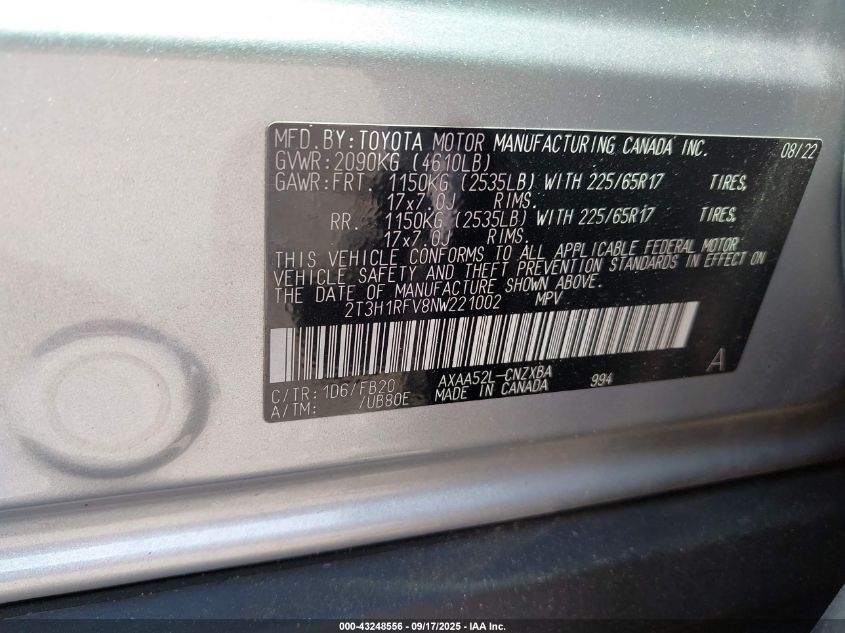 MFD.BY:TOYOTA MOTOR MANUFACTURING CANADA INC. 08/22
GVWR:2090KG (4610LB)
GAWR:FRT. 1150KG (2535LB) WITH 225/65R17 TIRES,
17x7.0J RIMS.
RR. 1150KG (2535LB) WITH 225/65R17 TIRES,
17x7.0J RIMS.
THIS VEHICLE CONFORMS TO ALL APPLICABLE FEDERAL MOTOR
VEHICLE SAFETY AND THEFT PREVENTION STANDARDS IN EFFECT ON
THE DATE OF MANUFACTURE SHOWN ABOVE.
2T3H1RFV8NW221002 MPV
C/TR:1D6/FB20 AXAA52L-CNZXBA 994 A
A/TM: /UB80E MADE IN CANADA
000-43248556 - 09/17/2025 - IAA Inc.